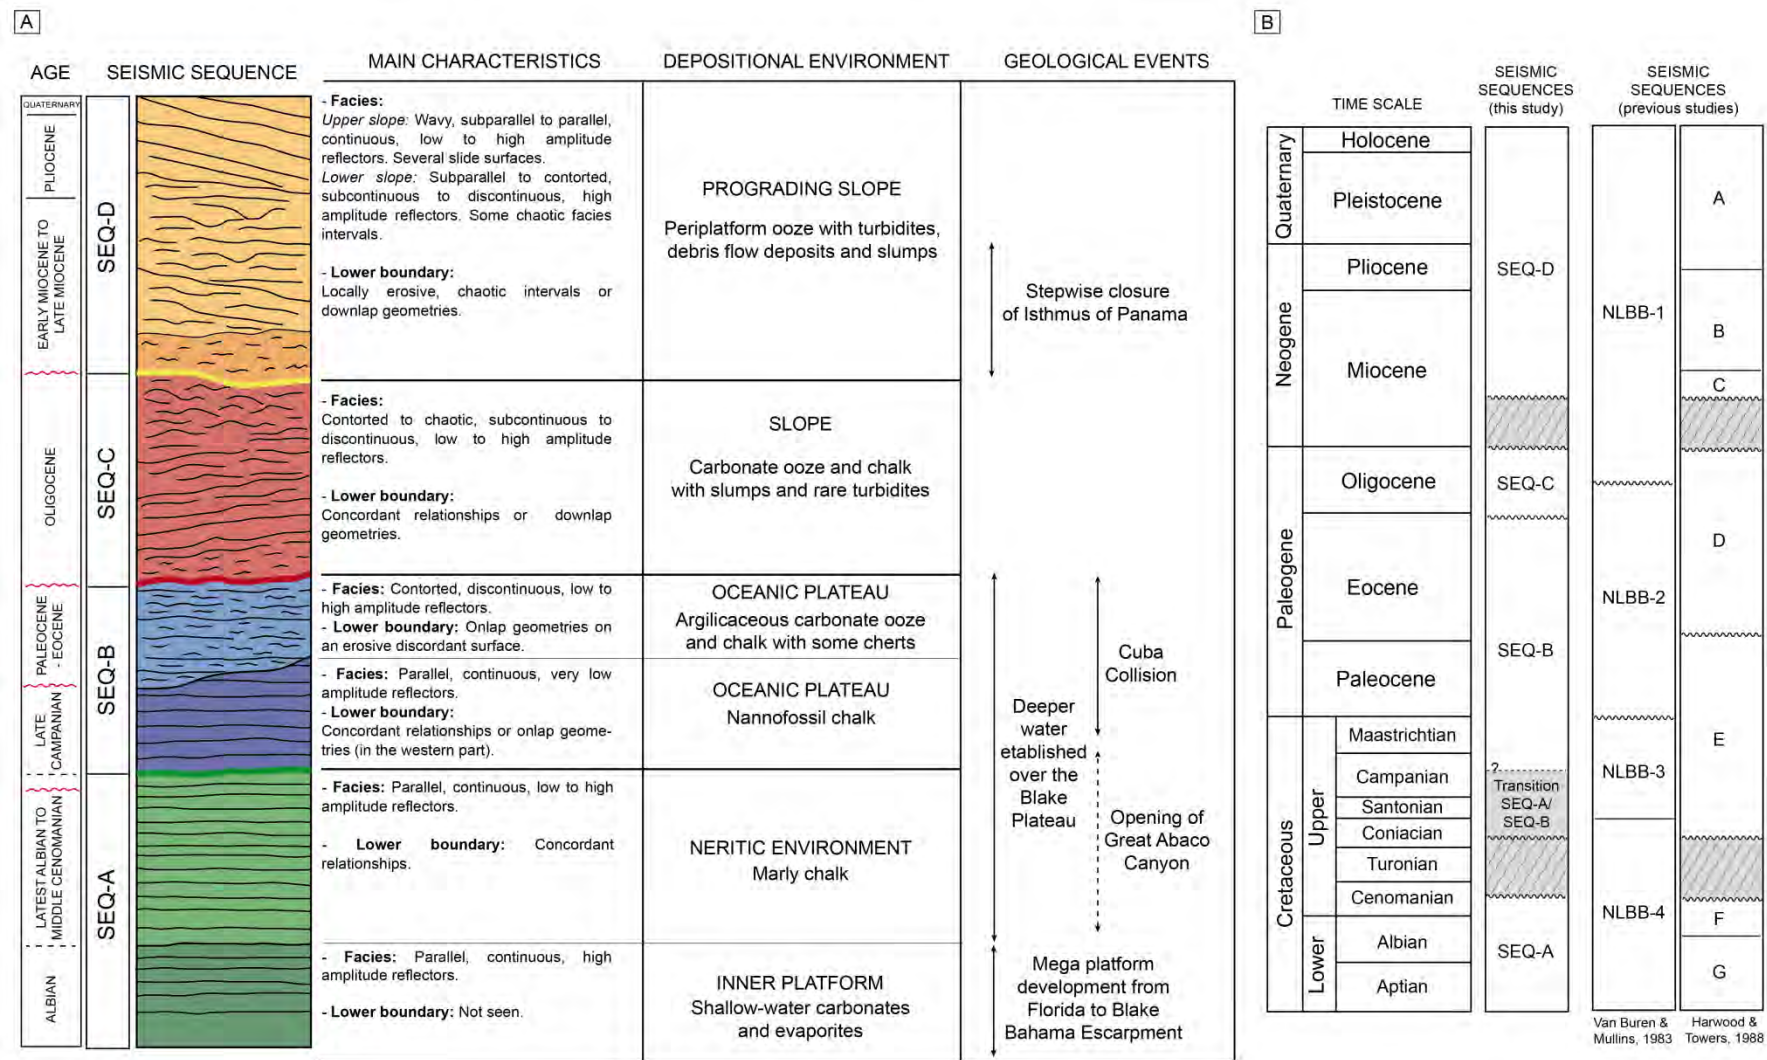 A
AGE
SEISMIC SEQUENCE
MAIN CHARACTERISTICS
DEPOSITIONAL ENVIRONMENT
GEOLOGICAL EVENTS
QUATERNARY
PLIOCENE
EARLY MIOCENE TO
LATE MIOCENE
OLIGOCENE
PALEOCENE
- EOCENE
LATE
CAMPANIAN
LATEST ALBIAN TO
MIDDLE CENOMANIAN
ALBIAN
SEQ-D
SEQ-C
SEQ-B
SEQ-A
- Facies:
Upper slope: Wavy, subparallel to parallel,
continuous, low to high amplitude
reflectors. Several slide surfaces.
Lower slope: Subparallel to contorted,
subcontinuous to discontinuous, high
amplitude reflectors. Some chaotic facies
intervals.
- Lower boundary:
Locally erosive, chaotic intervals or
downlap geometries.
- Facies:
Contorted to chaotic, subcontinuous to
discontinuous, low to high amplitude
reflectors.
- Lower boundary:
Concordant relationships or downlap
geometries.
- Facies: Contorted, discontinuous, low to
high amplitude reflectors.
- Lower boundary: Onlap geometries on
an erosive discordant surface.
- Facies: Parallel, continuous, very low
amplitude reflectors.
- Lower boundary:
Concordant relationships or onlap geome-
tries (in the western part).
- Facies: Parallel, continuous, low to high
amplitude reflectors.
- Lower boundary: Concordant
relationships.
- Facies: Parallel, continuous, high
amplitude reflectors.
- Lower boundary: Not seen.
PROGRADING SLOPE
Periplatform ooze with turbidites,
debris flow deposits and slumps
SLOPE
Carbonate ooze and chalk
with slumps and rare turbidites
OCEANIC PLATEAU
Argilicaceous carbonate ooze
and chalk with some cherts
OCEANIC PLATEAU
Nannofossil chalk
NERITIC ENVIRONMENT
Marly chalk
INNER PLATFORM
Shallow-water carbonates
and evaporites
Stepwise closure
of Isthmus of Panama
Cuba
Collision
Deeper
water
etablished
over the
Blake
Plateau
Opening of
Great Abaco
Canyon
Mega platform
development from
Florida to Blake
Bahama Escarpment
B
TIME SCALE
SEISMIC
SEQUENCES
(this study)
SEISMIC
SEQUENCES
(previous studies)
Quaternary
Neogene
Paleogene
Cretaceous
Upper
Lower
Holocene
Pleistocene
Pliocene
Miocene
Oligocene
Eocene
Paleocene
Maastrichtian
Campanian
Santonian
Coniacian
Turonian
Cenomanian
Albian
Aptian
SEQ-D
SEQ-C
SEQ-B
?
Transition
SEQ-A/
SEQ-B
SEQ-A
NLBB-1
NLBB-2
NLBB-3
NLBB-4
A
B
C
D
E
F
G
Van Buren &
Mullins, 1983
Harwood &
Towers, 1988